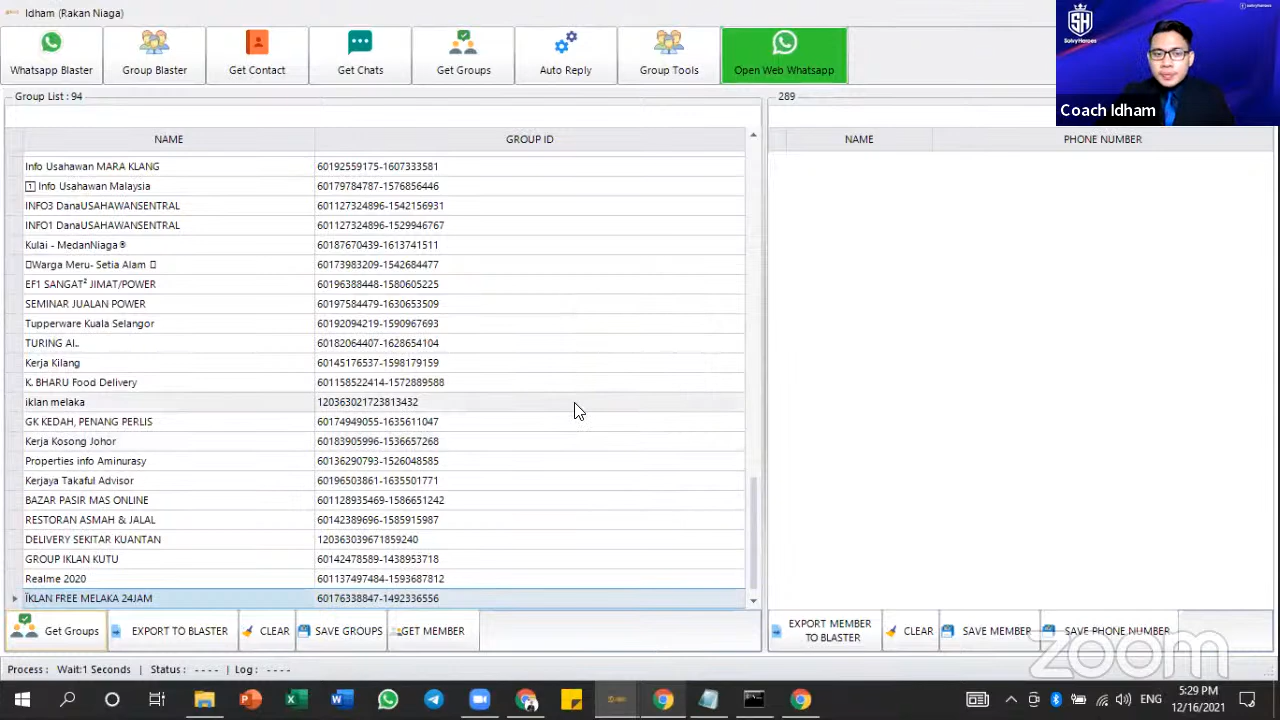 Idham (Rakan Niaga)
Whatsapp Blaster
Group Blaster
Get Contact
Get Chats
Get Groups
Auto Reply
Group Tools
Open Web Whatsapp
SH
SalvyHeroes
Coach Idham
Group List : 94
289
NAME GROUP ID
NAME PHONE NUMBER
Info Usahawan MARA KLANG 60192559175-1607333581
1 Info Usahawan Malaysia 60179784787-1576856446
INFO3 DanaUSAHAWANSENTRAL 601127324896-1542156931
INFO1 DanaUSAHAWANSENTRAL 601127324896-1529946767
Kulai - MedanNiaga® 60187670439-1613741511
Warga Meru- Setia Alam 60173983209-1542684477
EF1 SANGAT² JIMAT/POWER 60196388448-1580605225
SEMINAR JUALAN POWER 60197584479-1630653509
Tupperware Kuala Selangor 60192094219-1590967693
TURING AI.. 60182064407-1628654104
Kerja Kilang 60145176537-1598179159
K. BHARU Food Delivery 601158522414-1572889588
iklan melaka 120363021723813432
GK KEDAH, PENANG PERLIS 60174949055-1635611047
Kerja Kosong Johor 60183905996-1536657268
Properties info Aminurasy 60136290793-1526048585
Kerjaya Takaful Advisor 60196503861-1635501771
BAZAR PASIR MAS ONLINE 601128935469-1586651242
RESTORAN ASMAH & JALAL 60142389696-1585915987
DELIVERY SEKITAR KUANTAN 120363039671859240
GROUP IKLAN KUTU 60142478589-1438953718
Realme 2020 601137497484-1593687812
IKLAN FREE MELAKA 24JAM 60176338847-1492336556
Get Groups
EXPORT TO BLASTER
CLEAR
SAVE GROUPS
GET MEMBER
EXPORT MEMBER
TO BLASTER
CLEAR
SAVE MEMBER
SAVE PHONE NUMBER
zoom
Process : Wait:1 Seconds | Status : ---- | Log : ----
ENG
5:29 PM
12/16/2021